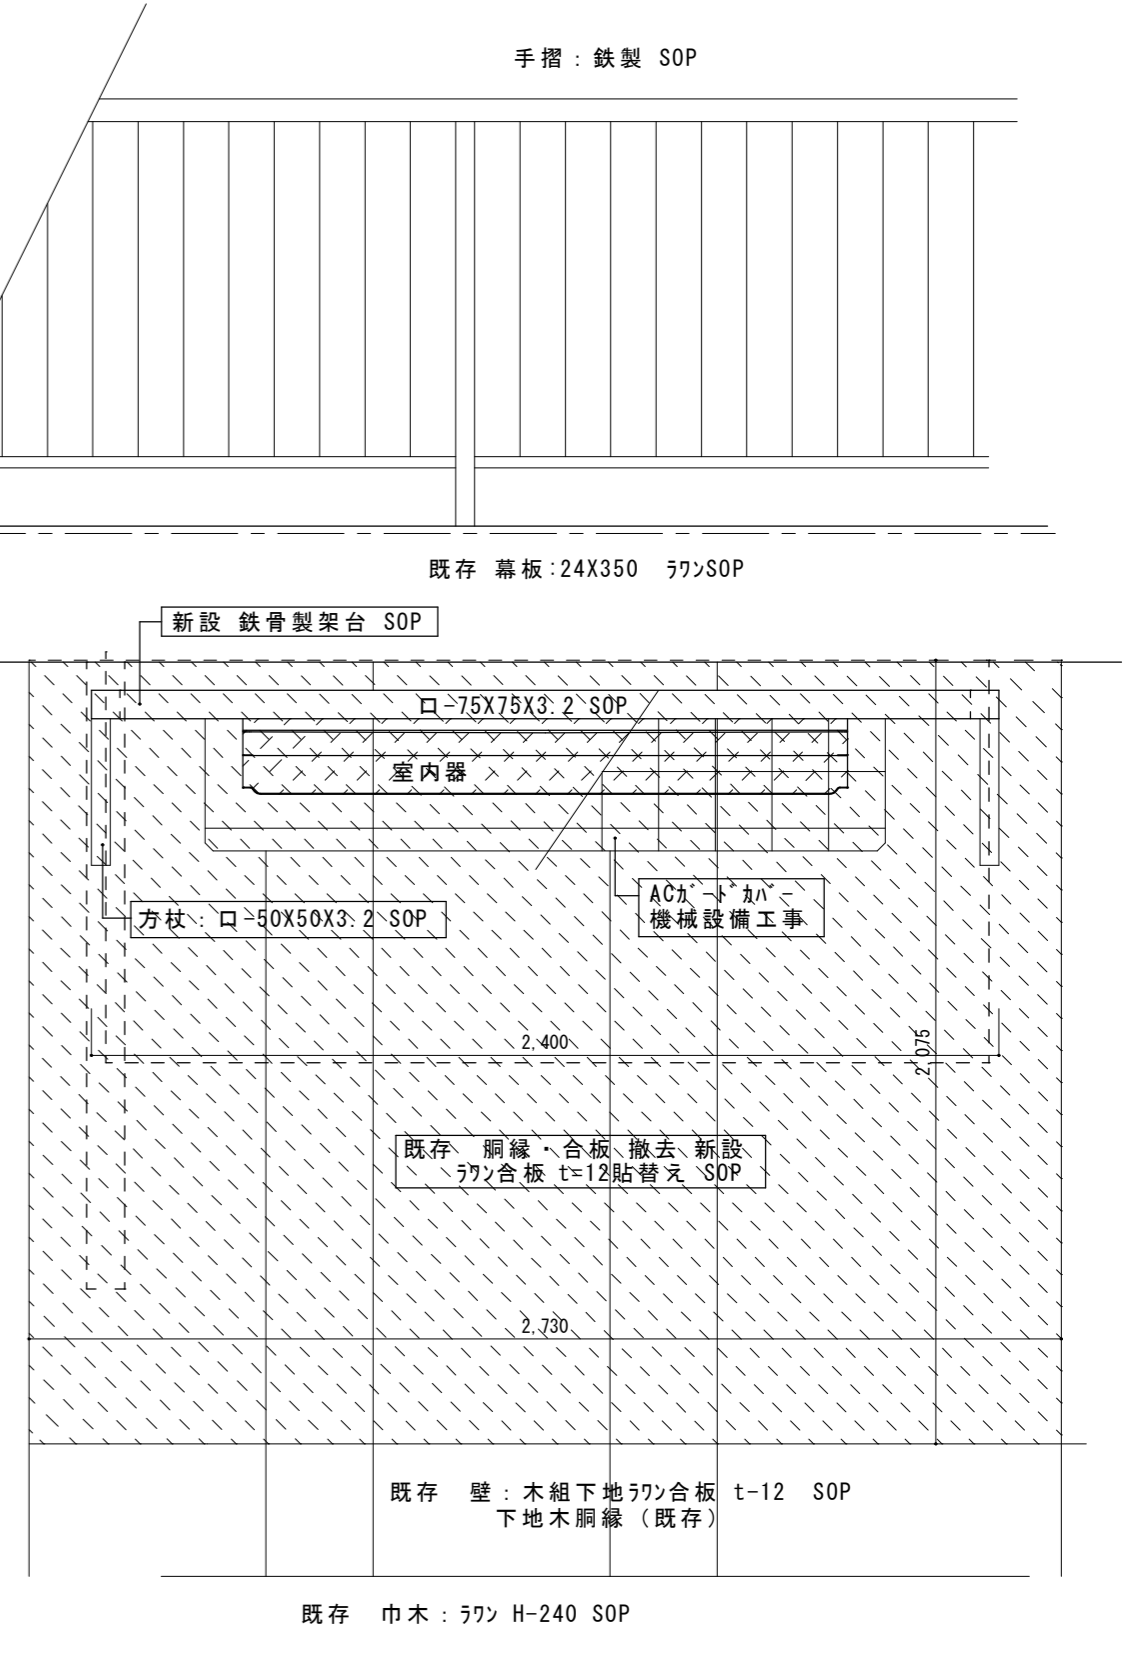 手摺：鉄製 SOP
既存 幕板:24X350 ﾗﾜﾝSOP
新設 鉄骨製架台 SOP
口-75X75X3.2 SOP
室内器
ACｶﾞｰﾄﾞｶﾊﾞｰ
機械設備工事
方杖：口-50X50X3.2 SOP
2,400
2,075
既存 胴縁・合板 撤去 新設
ﾗﾜﾝ合板 t=12貼替え SOP
2,730
既存 壁：木組下地ﾗﾜﾝ合板 t-12 SOP
下地木胴縁（既存）
既存 巾木：ﾗﾜﾝ H-240 SOP